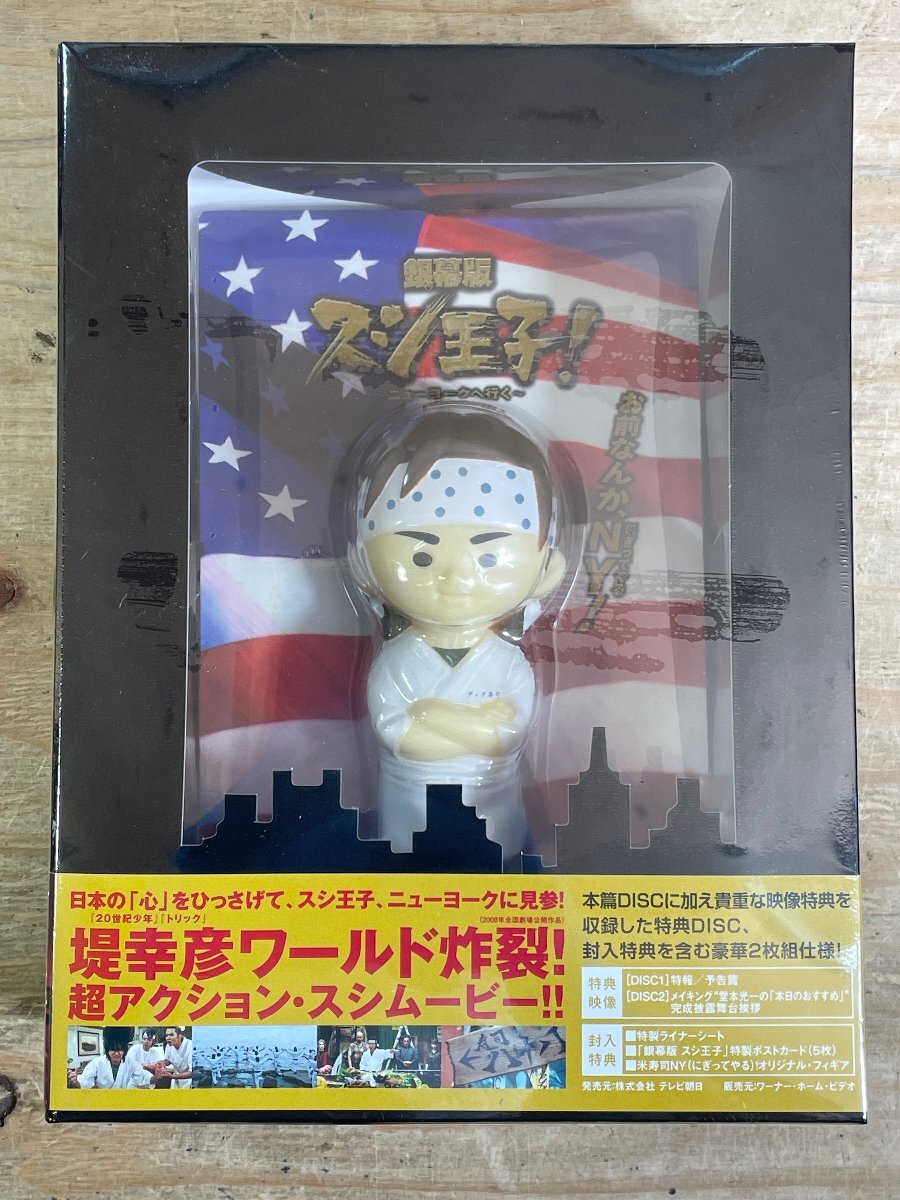 銀幕版
スシ王子!
～ニューヨークへ行く～
お前なんか、N.Y.!
ティダ寿司
日本の「心」をひっさげて、スシ王子、ニューヨークに見参!
「20世紀少年」「トリック」
(2008年全国劇場公開作品)
堤幸彦ワールド炸裂!
超アクション・スシムービー!!
本篇DISCに加え貴重な映像特典を
収録した特典DISC、
封入特典を含む豪華2枚組仕様!
特典
映像
[DISC1]特報/予告篇
[DISC2]メイキング"堂本光一の「本日のおすすめ」"
完成披露舞台挨拶
封入
特典
■特製ライナーシート
■「銀幕版 スシ王子」特製ポストカード(5枚)
■米寿司NY(にぎってやる)!オリジナル・フィギア
発売元:株式会社 テレビ朝日 販売元:ワーナー・ホーム・ビデオ